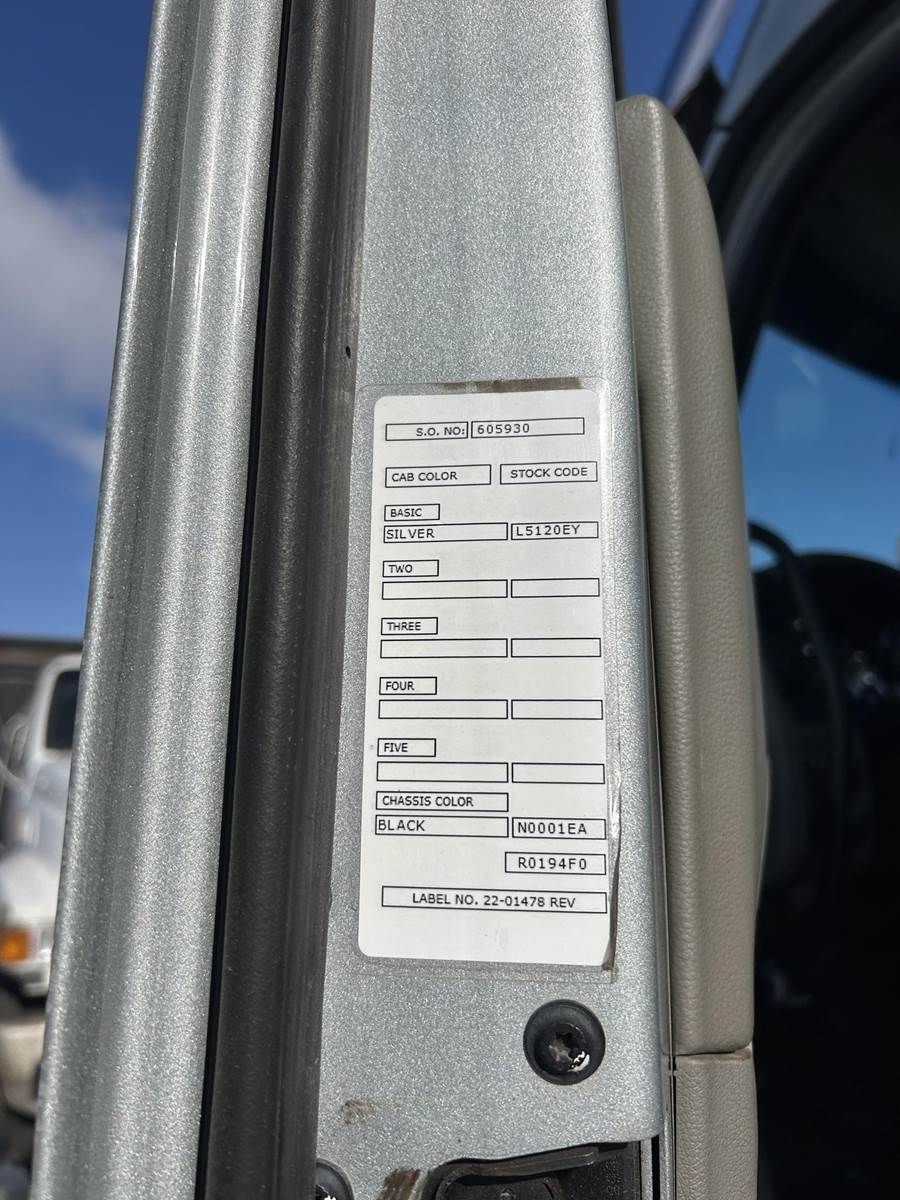 S.O. NO: 605930
CAB COLOR STOCK CODE
BASIC
SILVER L5120EY
TWO
THREE
FOUR
FIVE
CHASSIS COLOR
BLACK N0001EA
R0194F0
LABEL NO. 22-01478 REV